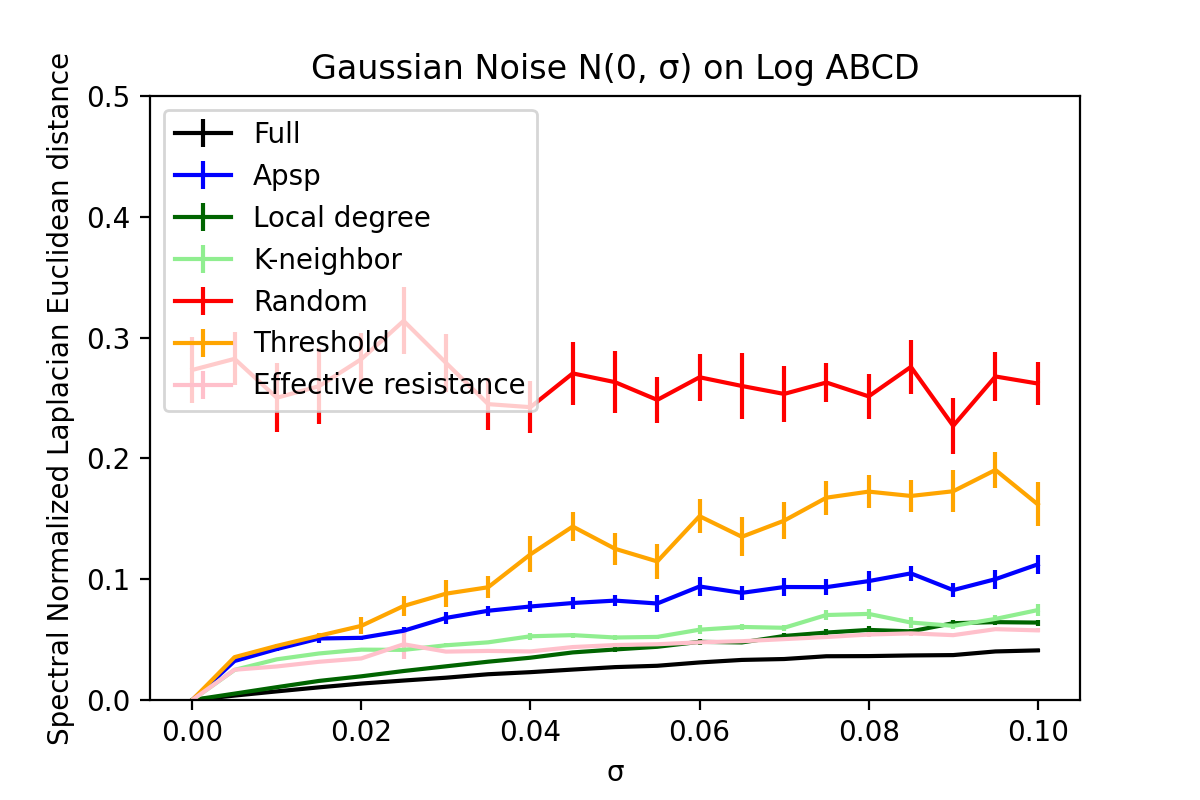 Gaussian Noise N(0, σ) on Log ABCD
Spectral Normalized Laplacian Euclidean distance
0.5
0.4
0.3
0.2
0.1
0.0
Full
Apsp
Local degree
K-neighbor
Random
Threshold
Effective resistance
0.00 0.02 0.04 0.06 0.08 0.10
σ